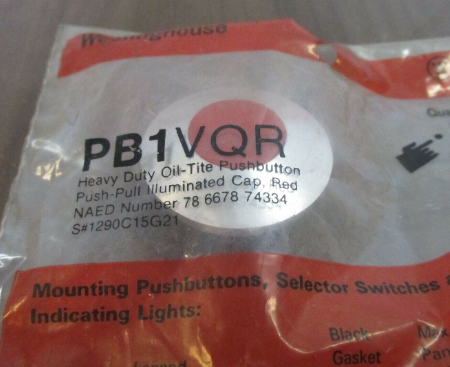 Westinghouse
PB1VQR
Heavy Duty Oil-Tite Pushbutton
Push-Pull Illuminated Cap, Red
NAED Number 78 6678 74334
S#1290C15G21
Mounting Pushbuttons, Selector Switches
Indicating Lights:
Black
Gasket
Legend